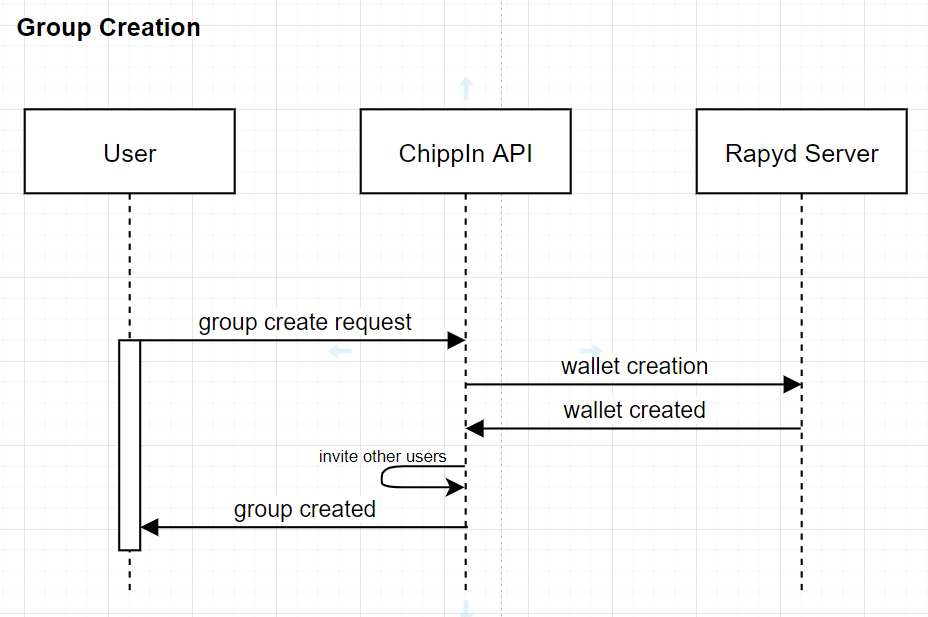 Group Creation
User
ChippIn API
Rapyd Server
group create request
wallet creation
wallet created
invite other users
group created